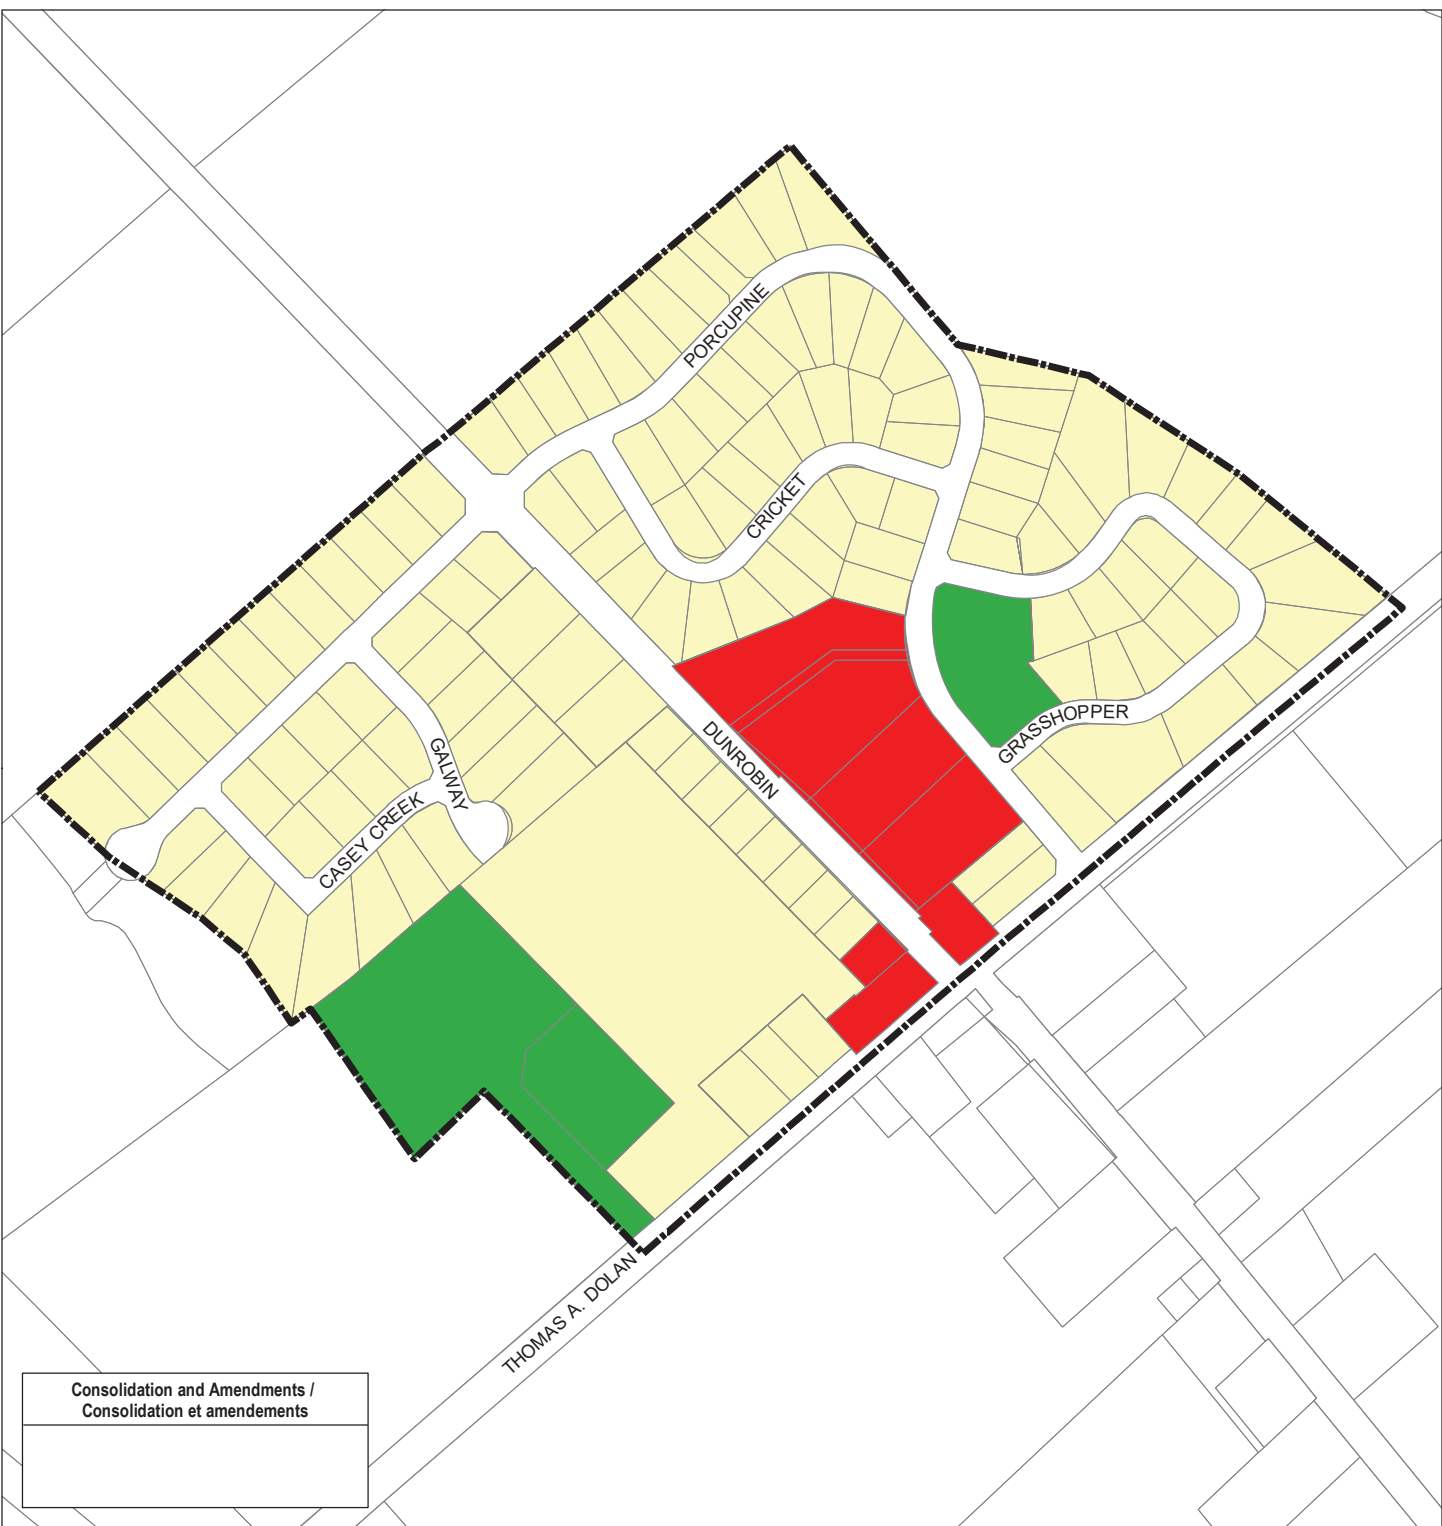 PORCUPINE
CRICKET
DUNROBIN
GALWAY
GRASSHOPPER
CASEY CREEK
THOMAS A. DOLAN
Consolidation and Amendments /
Consolidation et amendements